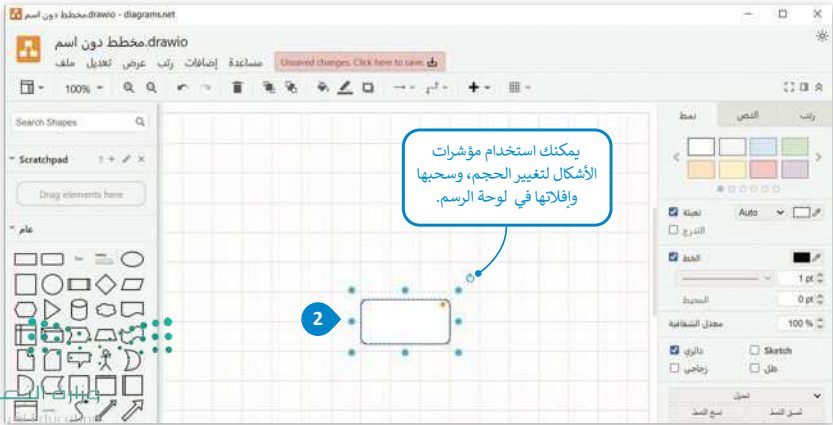 مخطط دون اسم.drawio - diagrams.net
مخطط دون اسم.drawio
ملف تعديل عرض رتب إضافات مساعدة
Unsaved changes. Click here to save.
100%
Search Shapes
Scratchpad
Drag elements here
عام
يمكنك استخدام مؤشرات
الأشكال لتغيير الحجم، وسحبها
وإفلاتها في لوحة الرسم.
2
نمط النص رتب
تعبئة Auto
التدرج
الخط
1 pt
المحيط 0 pt
معدل الشفافية 100 %
دائري Sketch
زجاجي ظل
تعديل
نسخ النمط لصق النمط
وزارة التعليم